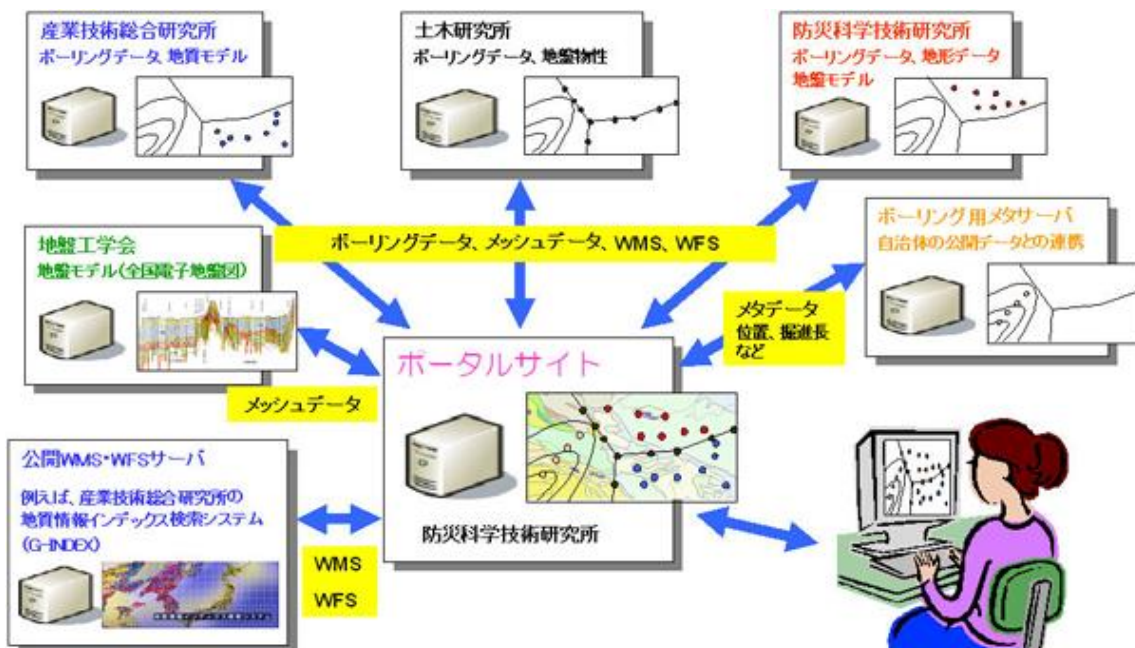 産業技術総合研究所
ボーリングデータ、地質モデル
土木研究所
ボーリングデータ、地盤物性
防災科学技術研究所
ボーリングデータ、地形データ
地盤モデル
ボーリングデータ、メッシュデータ、WMS、WFS
地盤工学会
地盤モデル(全国電子地盤図)
ボーリング用メタサーバ
自治体の公開データとの連携
メタデータ
位置、掘進長
など
メッシュデータ
ポータルサイト
防災科学技術研究所
公開WMS・WFSサーバ
例えば、産業技術総合研究所の
地質情報インデックス検索システム
(G-INDEX)
WMS
WFS